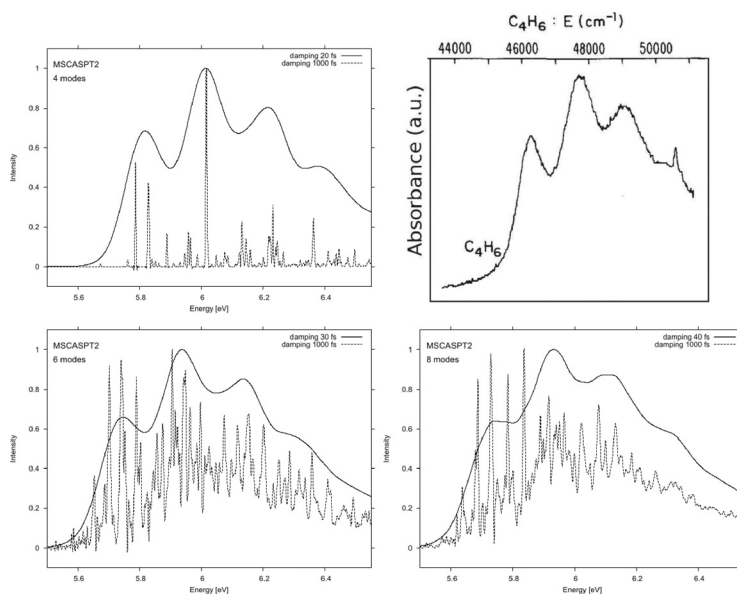 MSCASPT2
4 modes
damping 20 fs
damping 1000 fs
1
0.8
0.6
0.4
0.2
0
Intensity
5.6
5.8
6
6.2
6.4
Energy [eV]
C₄H₆ : E (cm⁻¹)
44000
46000
48000
50000
Absorbance (a.u.)
C₄H₆
MSCASPT2
6 modes
damping 30 fs
damping 1000 fs
1
0.8
0.6
0.4
0.2
0
Intensity
5.6
5.8
6
6.2
6.4
Energy [eV]
MSCASPT2
8 modes
damping 40 fs
damping 1000 fs
1
0.8
0.6
0.4
0.2
0
Intensity
5.6
5.8
6
6.2
6.4
Energy [eV]